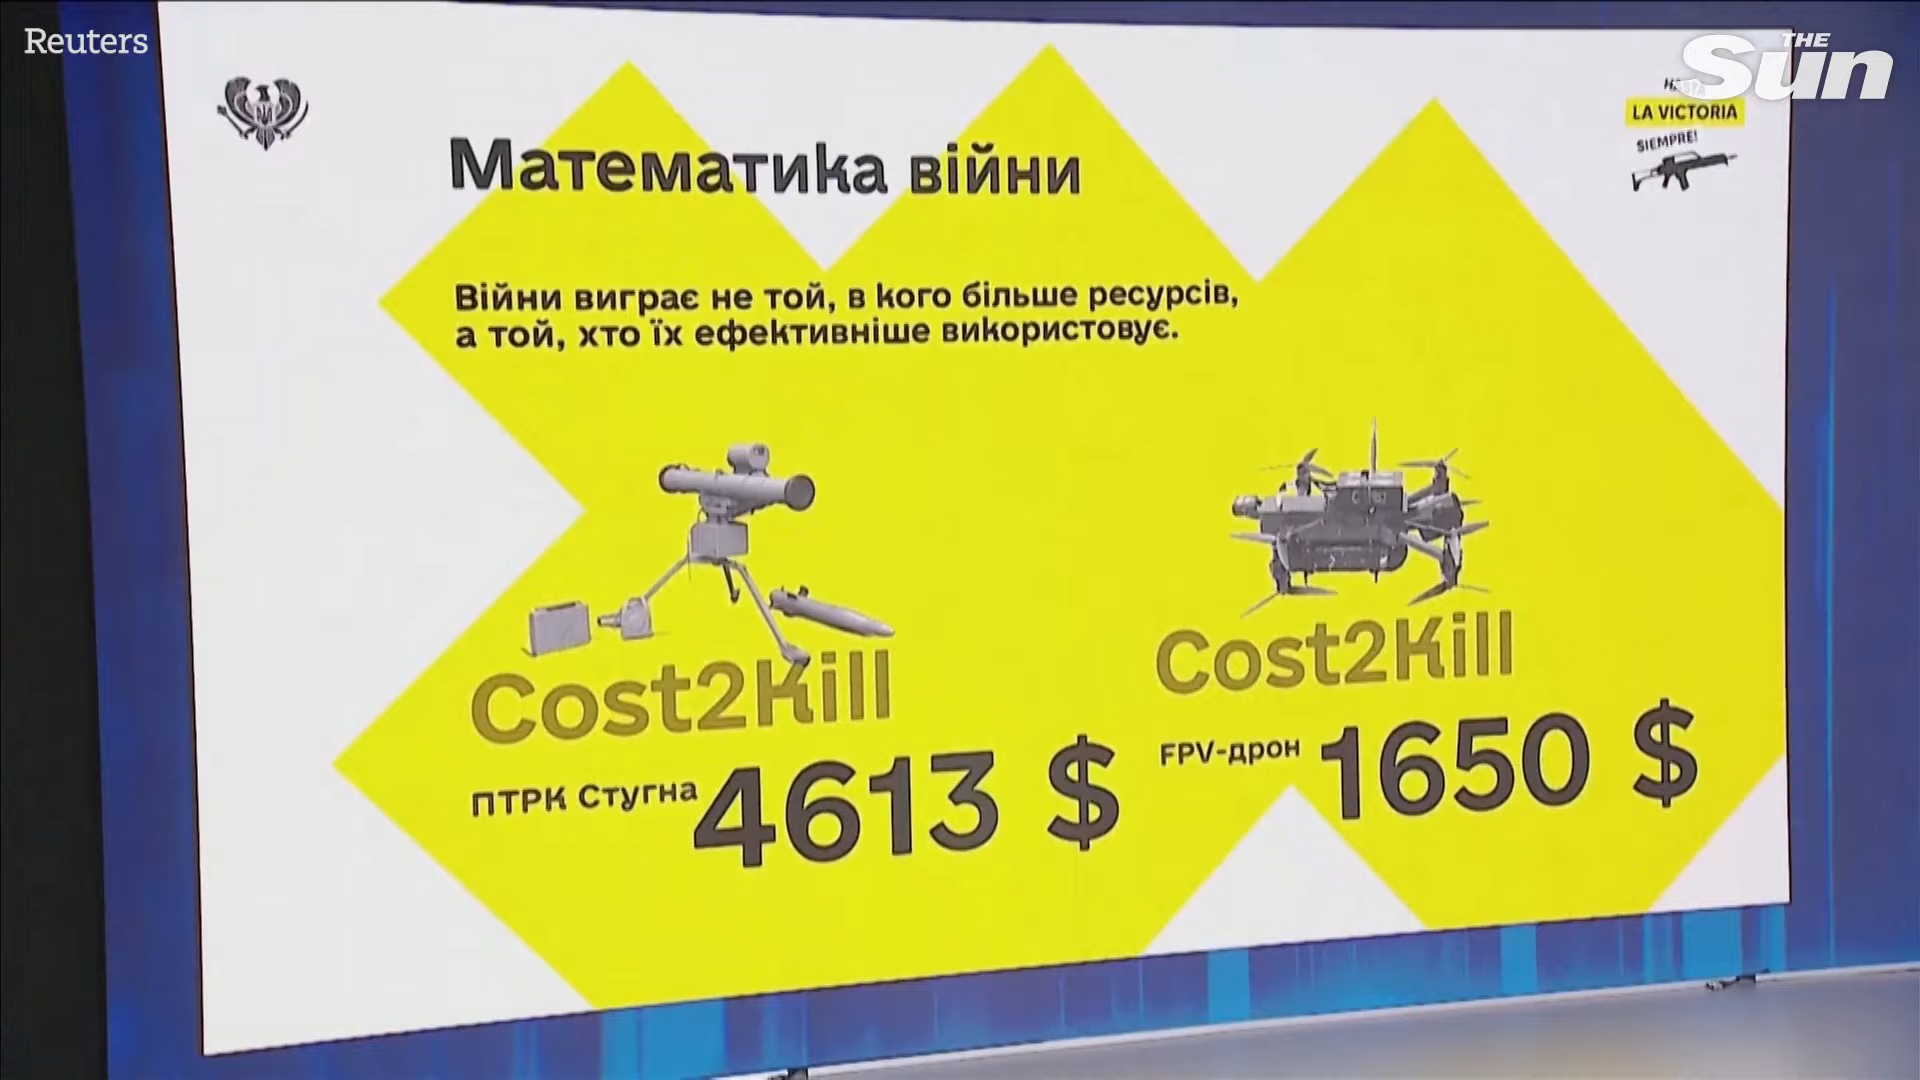 Reuters
THE
Sun
HASTA
LA VICTORIA
SIEMPRE!
Математика війни
Війни виграє не той, в кого більше ресурсів,
а той, хто їх ефективніше використовує.
Cost2Kill
ПТРК Стугна 4613 $
Cost2Kill
FPV-дрон 1650 $